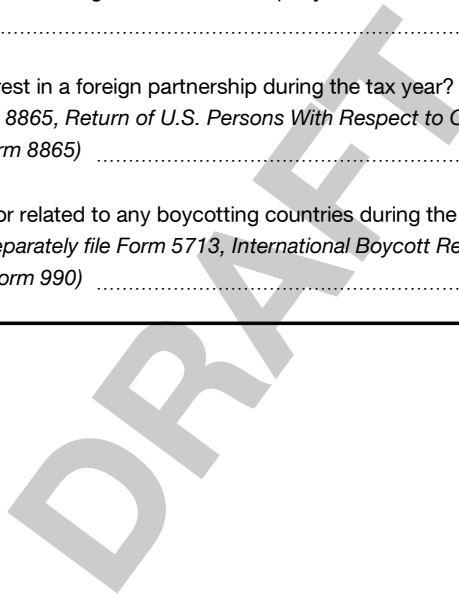 rest in a foreign partnership during the tax year?
8865, Return of U.S. Persons With Respect to
rm 8865)
or related to any boycotting countries during the
eparately file Form 5713, International Boycott Re
orm 990)
DRAFT